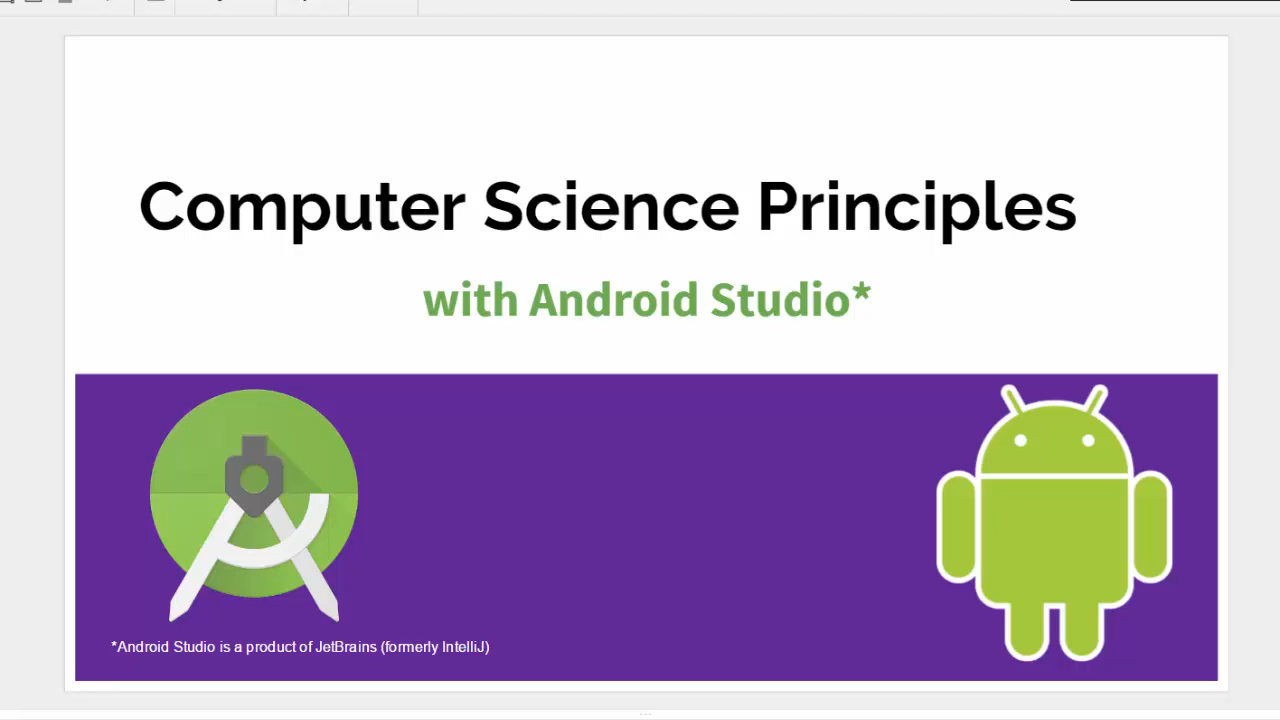 Computer Science Principles
with Android Studio*
*Android Studio is a product of JetBrains (formerly IntelliJ)